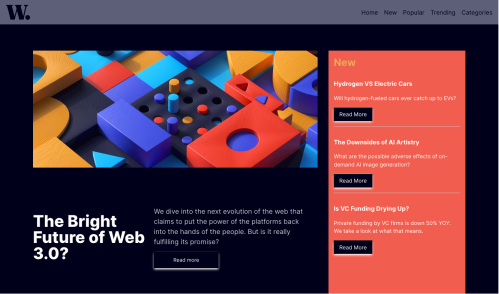 W.
Home New Popular Trending Categories
New
Hydrogen VS Electric Cars
Will hydrogen-fueled cars ever catch up to EVs?
Read More
The Downsides of AI Artistry
What are the possible adverse effects of on-
demand AI image generation?
Read More
Is VC Funding Drying Up?
Private funding by VC firms is down 50% YOY.
We take a look at what that means.
Read More
The Bright
Future of Web
3.0?
We dive into the next evolution of the web that
claims to put the power of the platforms back
into the hands of the people. But is it really
fulfilling its promise?
Read more